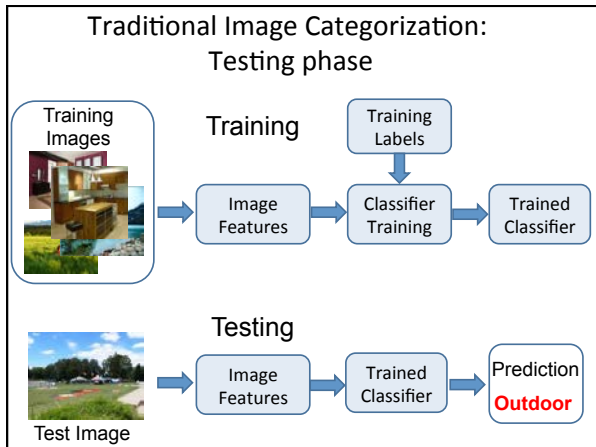 Traditional Image Categorization:
Testing phase
Training
Images
Training
Training
Labels
Image
Features
Classifier
Training
Trained
Classifier
Testing
Test Image
Image
Features
Trained
Classifier
Prediction
Outdoor